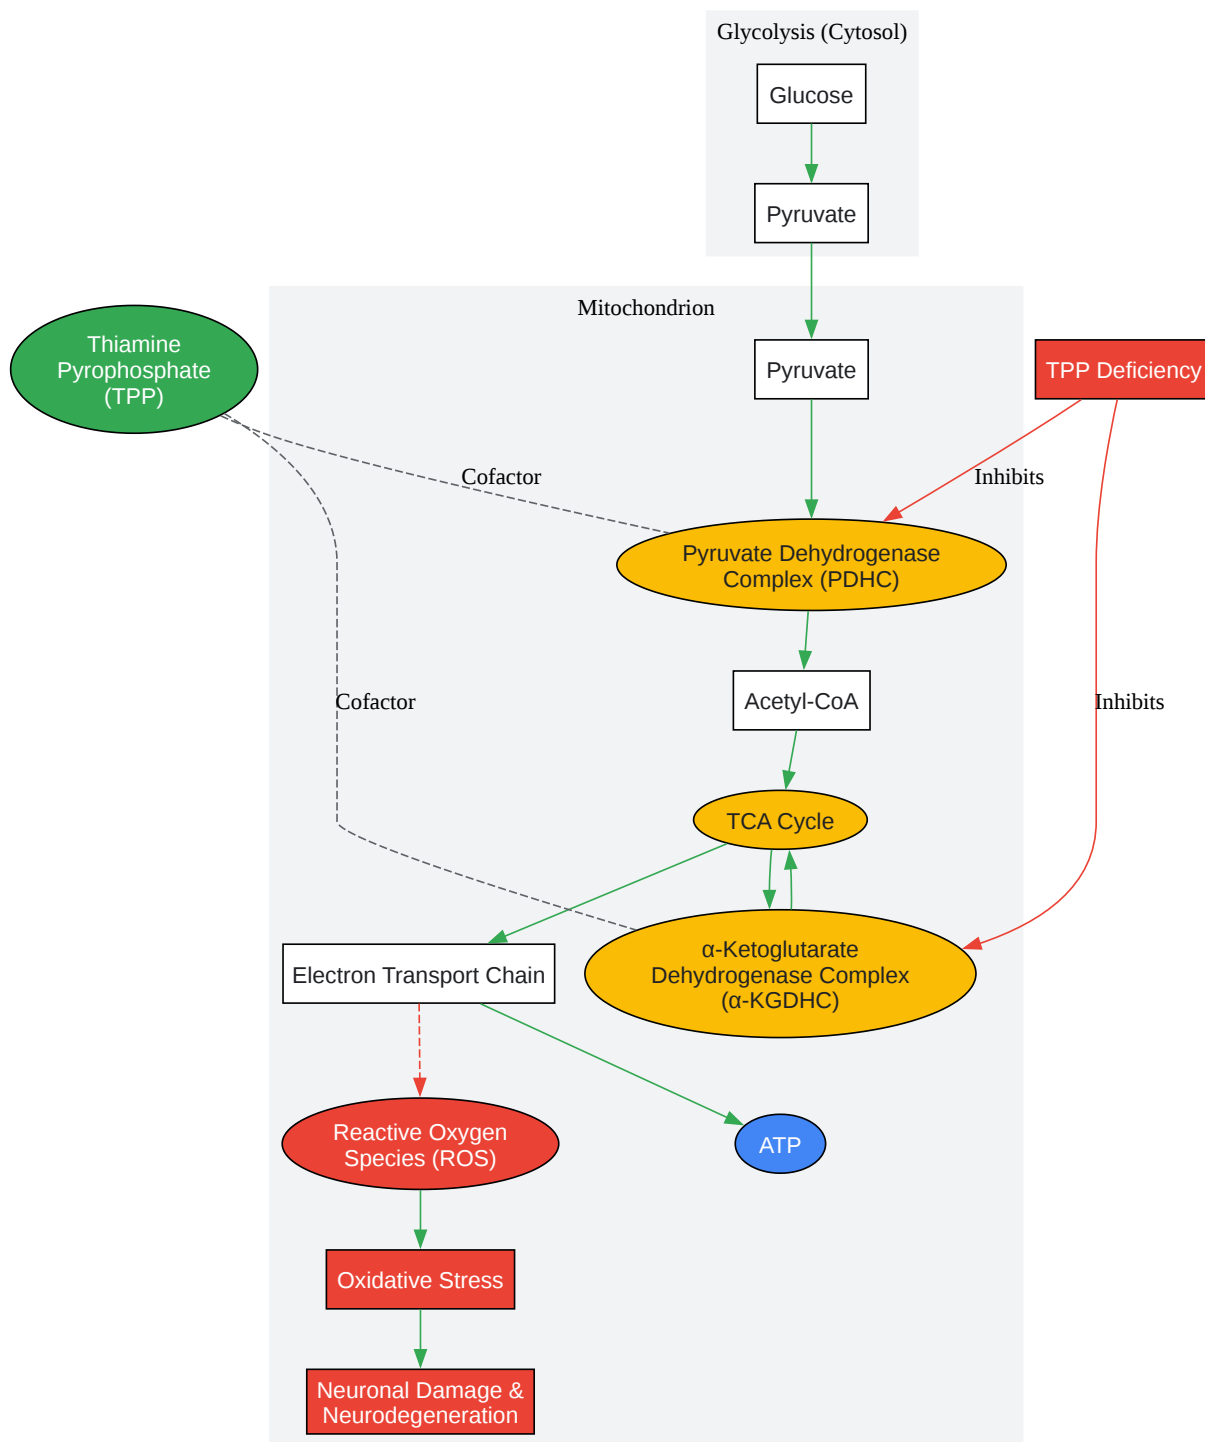 Glycolysis (Cytosol)
Glucose
Pyruvate
Mitochondrion
Thiamine
Pyrophosphate
(TPP)
Pyruvate
TPP Deficiency
Cofactor
Inhibits
Pyruvate Dehydrogenase
Complex (PDHC)
Cofactor
Acetyl-CoA
Inhibits
TCA Cycle
Electron Transport Chain
α-Ketoglutarate
Dehydrogenase Complex
(α-KGDHC)
Reactive Oxygen
Species (ROS)
ATP
Oxidative Stress
Neuronal Damage &
Neurodegeneration